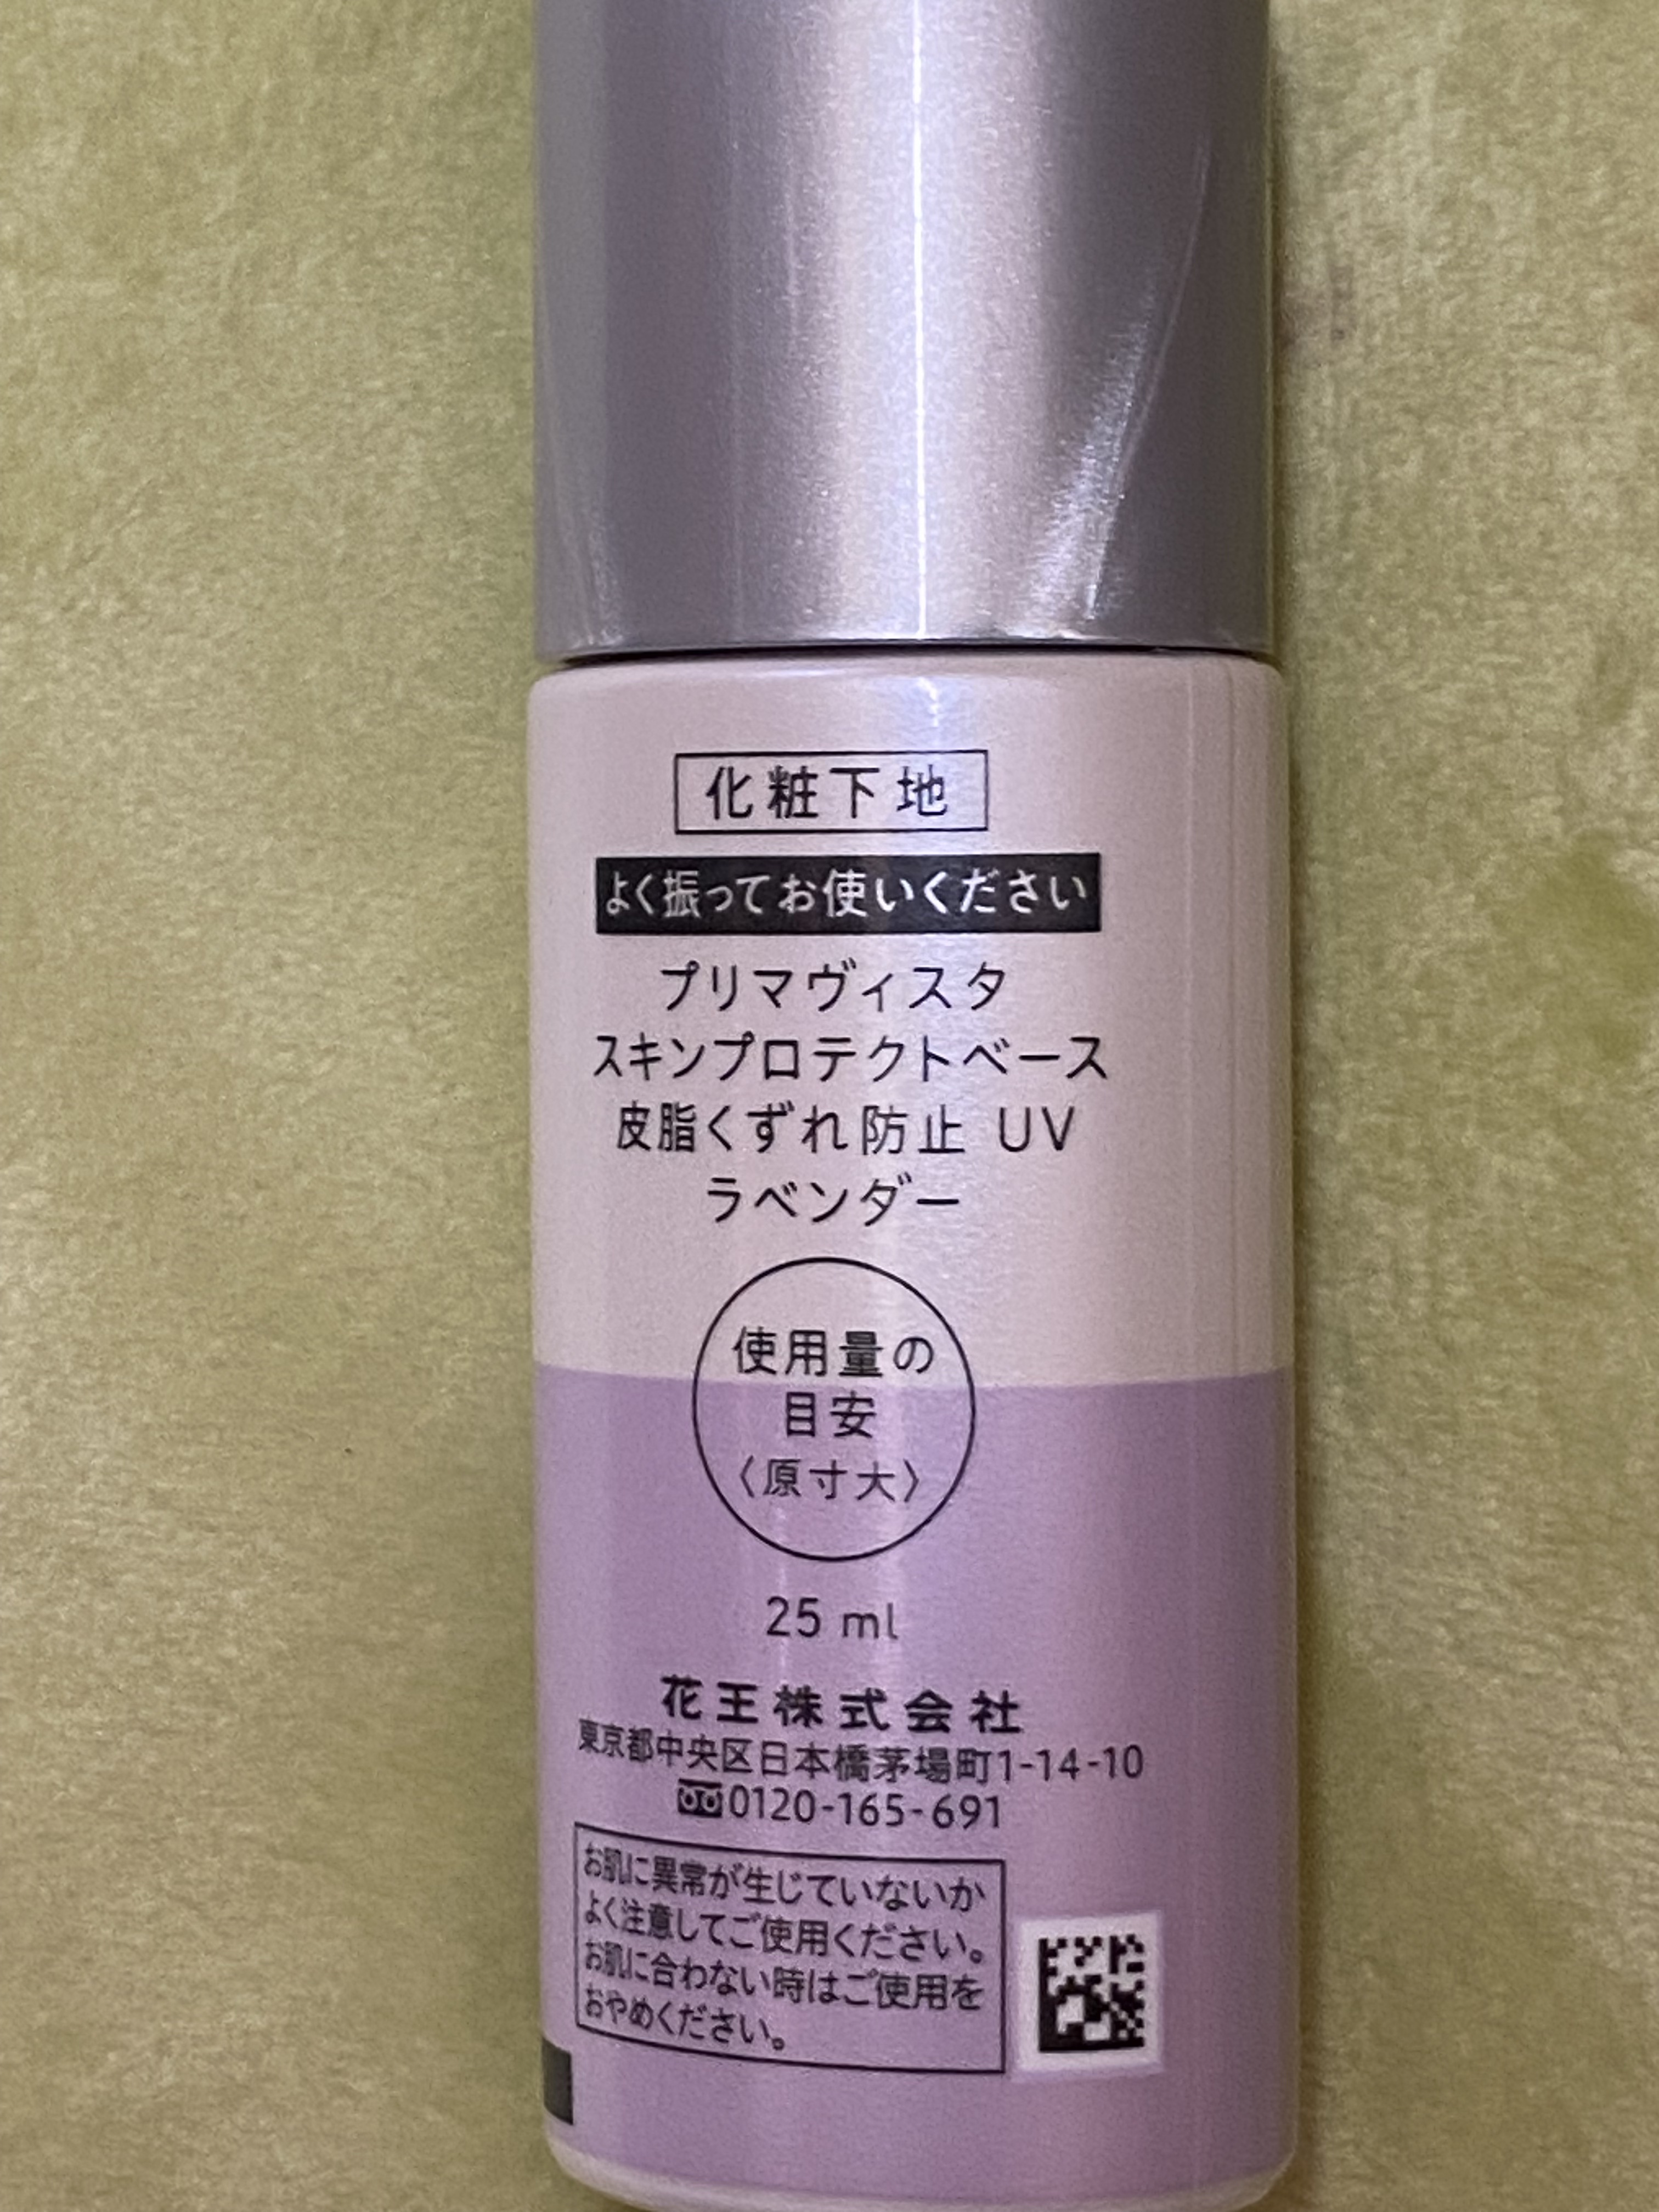 化粧下地
よく振ってお使いください
プリマヴィスタ
スキンプロテクトベース
皮脂くずれ防止 UV
ラベンダー
使用量の
目安
〈原寸大〉
25 ml
花王株式会社
東京都中央区日本橋茅場町1-14-10
0120-165-691
お肌に異常が生じていないか
よく注意してご使用ください。
お肌に合わない時はご使用を
おやめください。